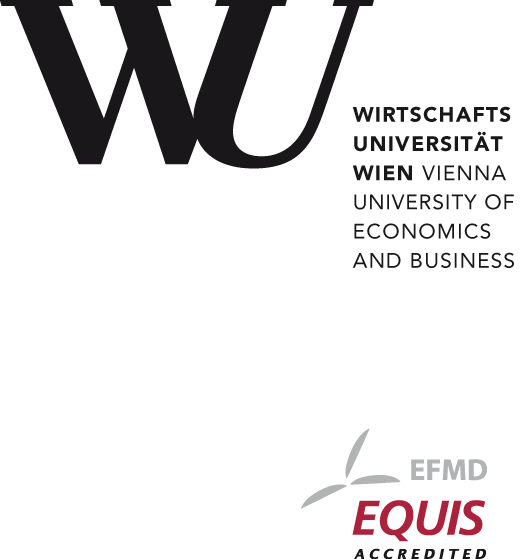 WU
WIRTSCHAFTS
UNIVERSITÄT
WIEN VIENNA
UNIVERSITY OF
ECONOMICS
AND BUSINESS
EFMD
EQUIS
ACCREDITED